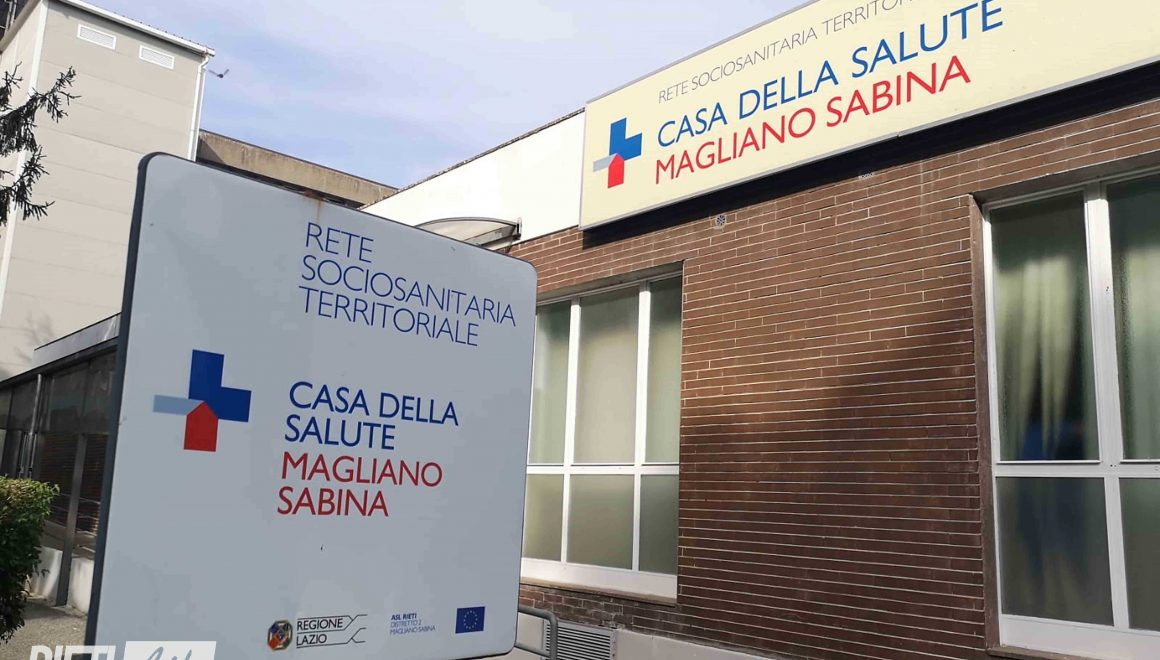 RETE SOCIOSANITARIA TERRITORI
CASA DELLA SALUTE
MAGLIANO SABINA
RETE
SOCIOSANITARIA
TERRITORIALE
CASA DELLA
SALUTE
MAGLIANO
SABINA
REGIONE
LAZIO
ASL RIETI
DISTRETTO 2
MAGLIANO SABINA
RIETI